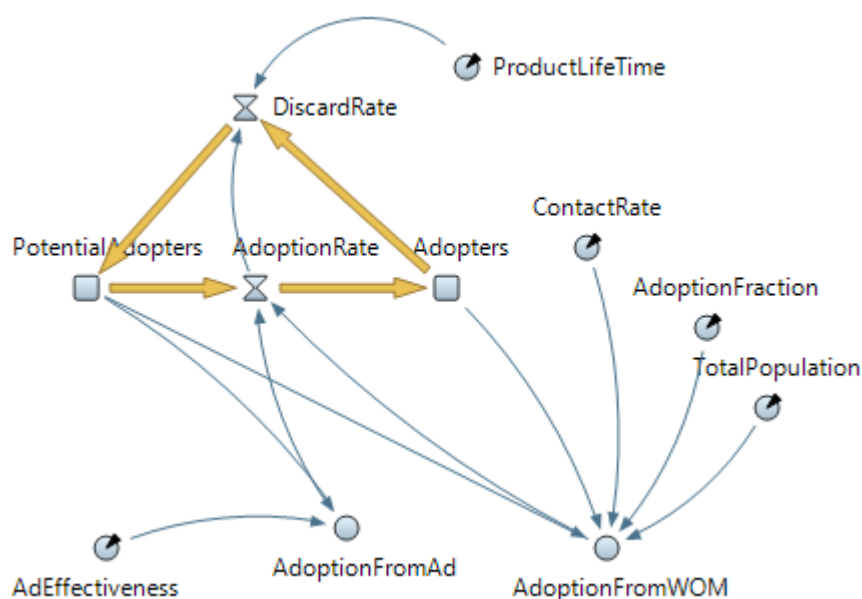 ProductLifeTime
DiscardRate
ContactRate
PotentialAdopters
AdoptionRate
Adopters
AdoptionFraction
TotalPopulation
AdEffectiveness
AdoptionFromAd
AdoptionFromWOM